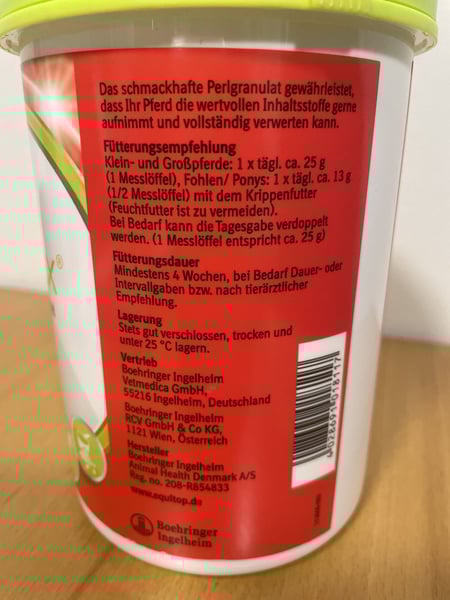 Das schmackhafte Perlgranulat gewährleistet,
dass Ihr Pferd die wertvollen Inhaltsstoffe gerne
aufnimmt und vollständig verwerten kann.
Fütterungsempfehlung
Klein- und Großpferde: 1 x tägl. ca. 25 g
(1 Messlöffel), Fohlen/ Ponys: 1 x tägl. ca. 13 g
(1/2 Messlöffel) mit dem Krippenfutter
(Feuchtfutter ist zu vermeiden).
Bei Bedarf kann die Tagesgabe verdoppelt
werden. (1 Messlöffel entspricht ca. 25 g)
Fütterungsdauer
Mindestens 4 Wochen, bei Bedarf Dauer- oder
Intervallgaben bzw. nach tierärztlicher
Empfehlung.
Lagerung
Stets gut verschlossen, trocken und
unter 25 °C lagern.
Vertrieb
Boehringer Ingelheim
Vetmedica GmbH,
55216 Ingelheim, Deutschland
Boehringer Ingelheim
RCV GmbH & Co KG,
1121 Wien, Österreich
Hersteller
Boehringer Ingelheim
Animal Health Denmark A/S
Reg. no. 208-R854833
www.equitop.de
Boehringer
Ingelheim
4 028691 018117
®